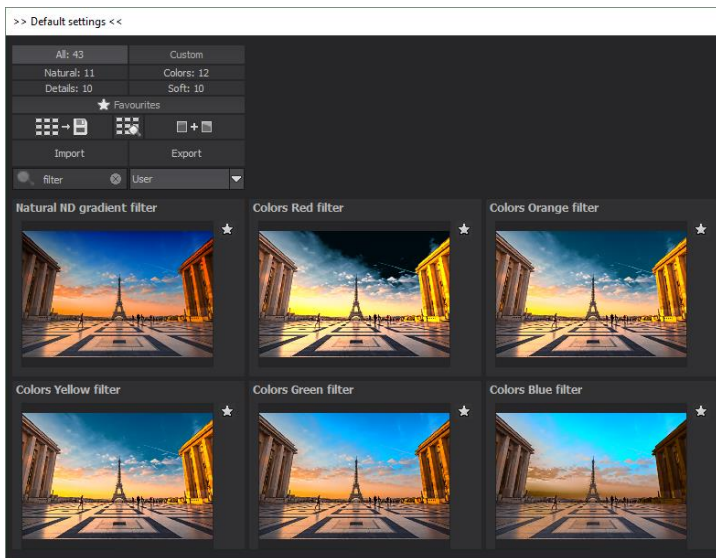 >> Default settings <<
All: 43 Custom
Natural: 11 Colors: 12
Details: 10 Soft: 10
Favourites
Import Export
filter User
Natural ND gradient filter Colors Red filter Colors Orange filter
Colors Yellow filter Colors Green filter Colors Blue filter